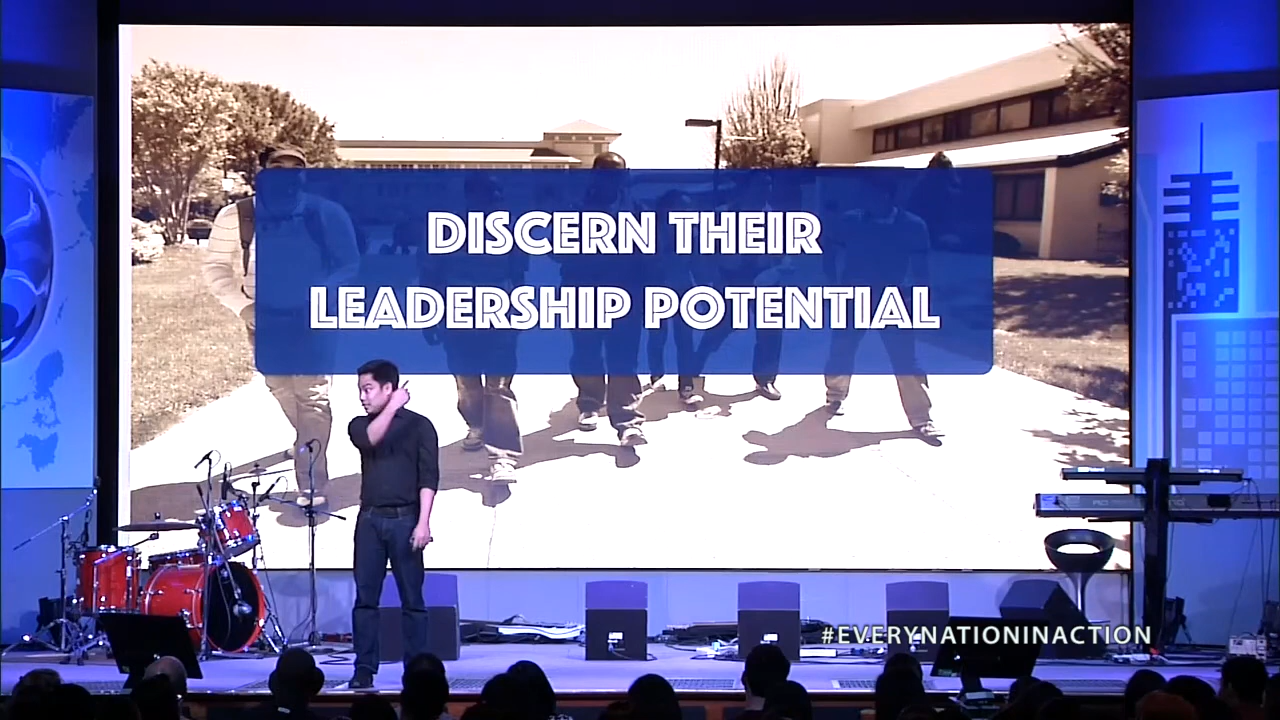 DISCERN THEIR
LEADERSHIP POTENTIAL
#EVERYNATIONINACTION